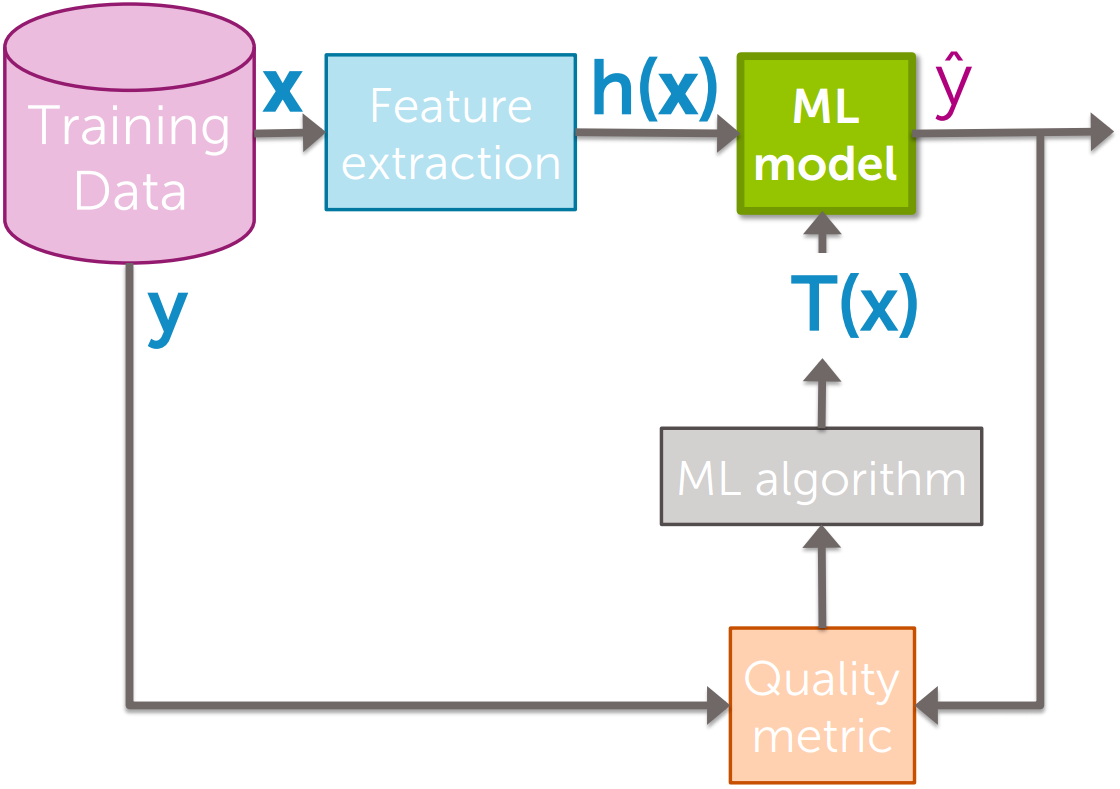 Training
Data
x
Feature
extraction
h(x)
ML
model
ŷ
y
T(x)
ML algorithm
Quality
metric